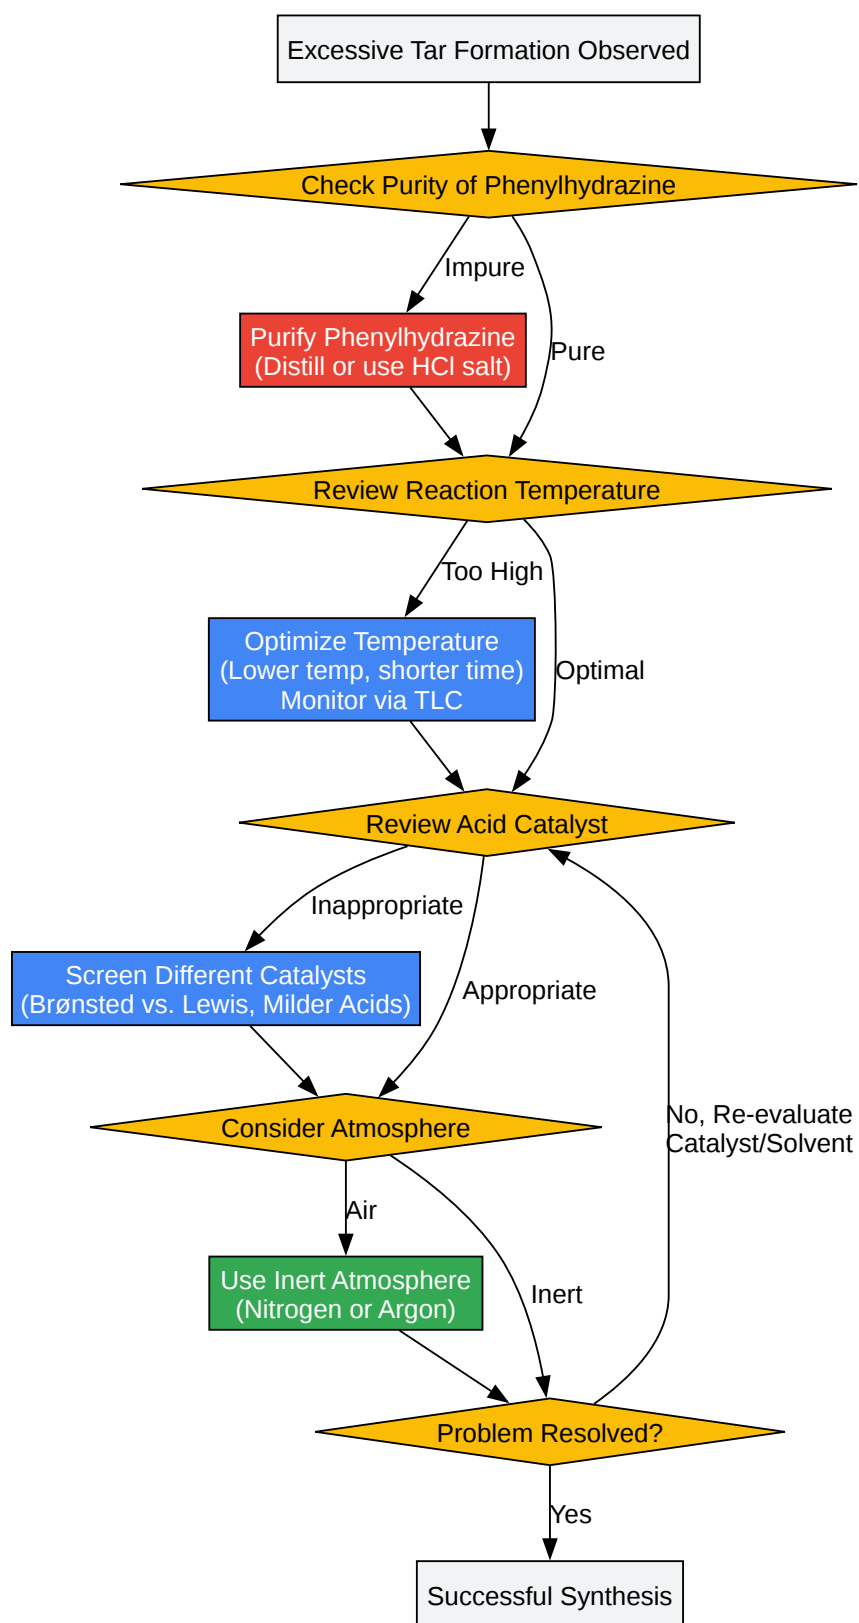 Excessive Tar Formation Observed
Check Purity of Phenylhydrazine
Impure
Purify Phenylhydrazine
(Distill or use HCl salt)
Pure
Review Reaction Temperature
Too High
Optimize Temperature
(Lower temp, shorter time)
Monitor via TLC
Optimal
Review Acid Catalyst
Inappropriate
Screen Different Catalysts
(Brønsted vs. Lewis, Milder Acids)
Appropriate
Consider Atmosphere
No, Re-evaluate
Catalyst/Solvent
Air
Use Inert Atmosphere
(Nitrogen or Argon)
Inert
Problem Resolved?
Yes
Successful Synthesis